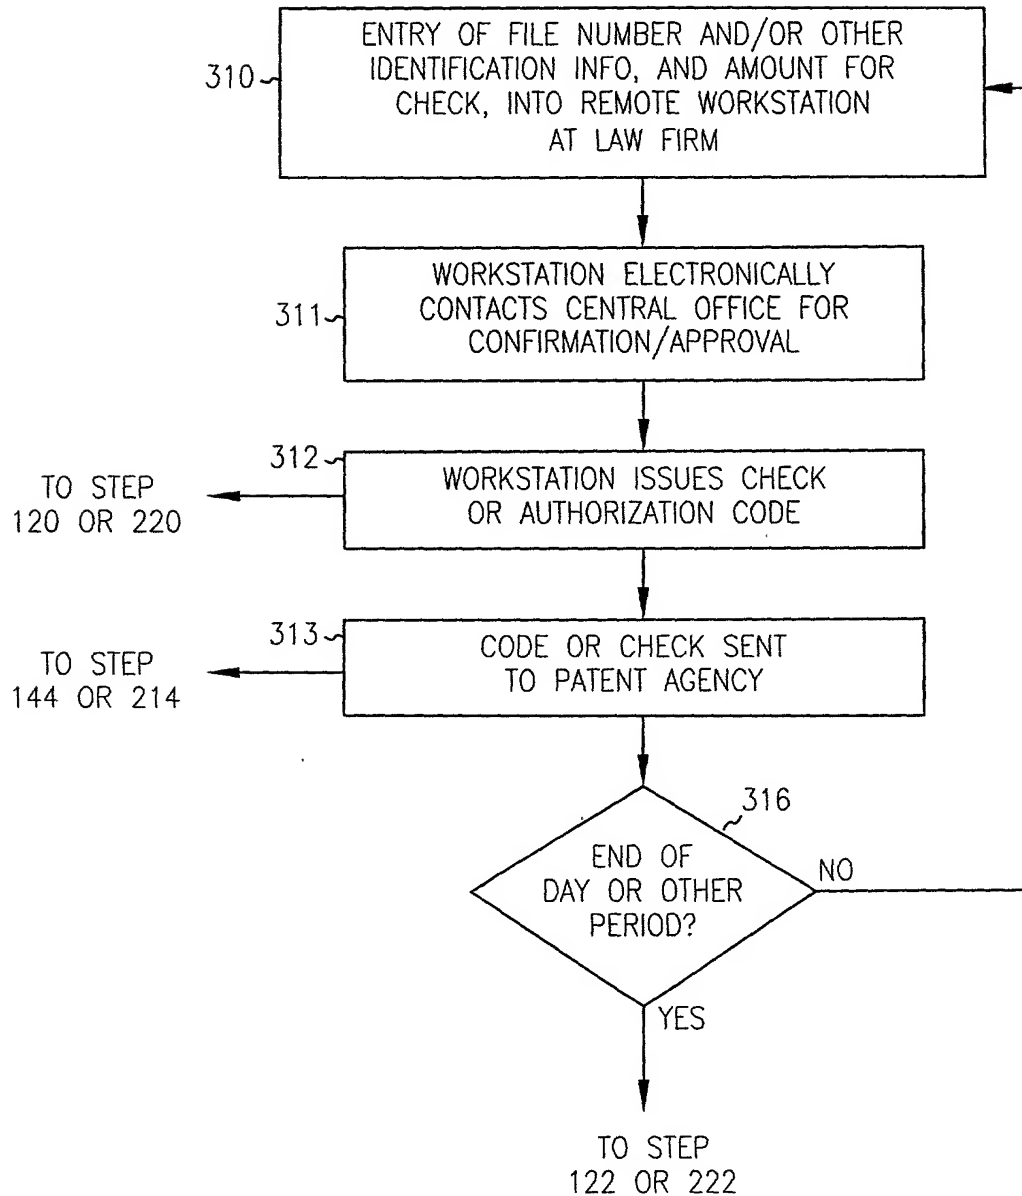 310
ENTRY OF FILE NUMBER AND/OR OTHER
IDENTIFICATION INFO, AND AMOUNT FOR
CHECK, INTO REMOTE WORKSTATION
AT LAW FIRM
311
WORKSTATION ELECTRONICALLY
CONTACTS CENTRAL OFFICE FOR
CONFIRMATION/APPROVAL
312
WORKSTATION ISSUES CHECK
OR AUTHORIZATION CODE
TO STEP
120 OR 220
313
CODE OR CHECK SENT
TO PATENT AGENCY
TO STEP
144 OR 214
316
END OF
DAY OR OTHER
PERIOD?
NO
YES
TO STEP
122 OR 222